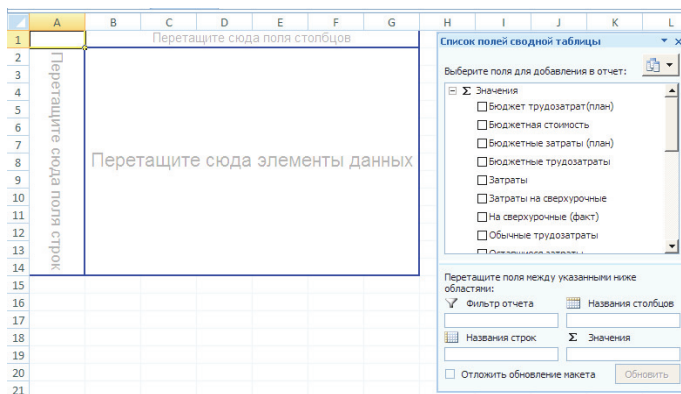 A B C D E F G H I J K L
1 Перетащите сюда поля столбцов
Список полей сводной таблицы
2
3
4
5
6
7
8
9
10
11
12
13
14
15
16
17
18
19
20
21
Перетащите сюда поля строк
Перетащите сюда элементы данных
Выберите поля для добавления в отчет:
Σ Значения
Бюджет трудозатрат(план)
Бюджетная стоимость
Бюджетные затраты (план)
Бюджетные трудозатраты
Затраты
Затраты на сверхурочные
На сверхурочные (факт)
Обычные трудозатраты
Оставшиеся затраты
Перетащите поля между указанными ниже
областями:
Фильтр отчета Названия столбцов
Названия строк Σ Значения
Отложить обновление макета Обновить